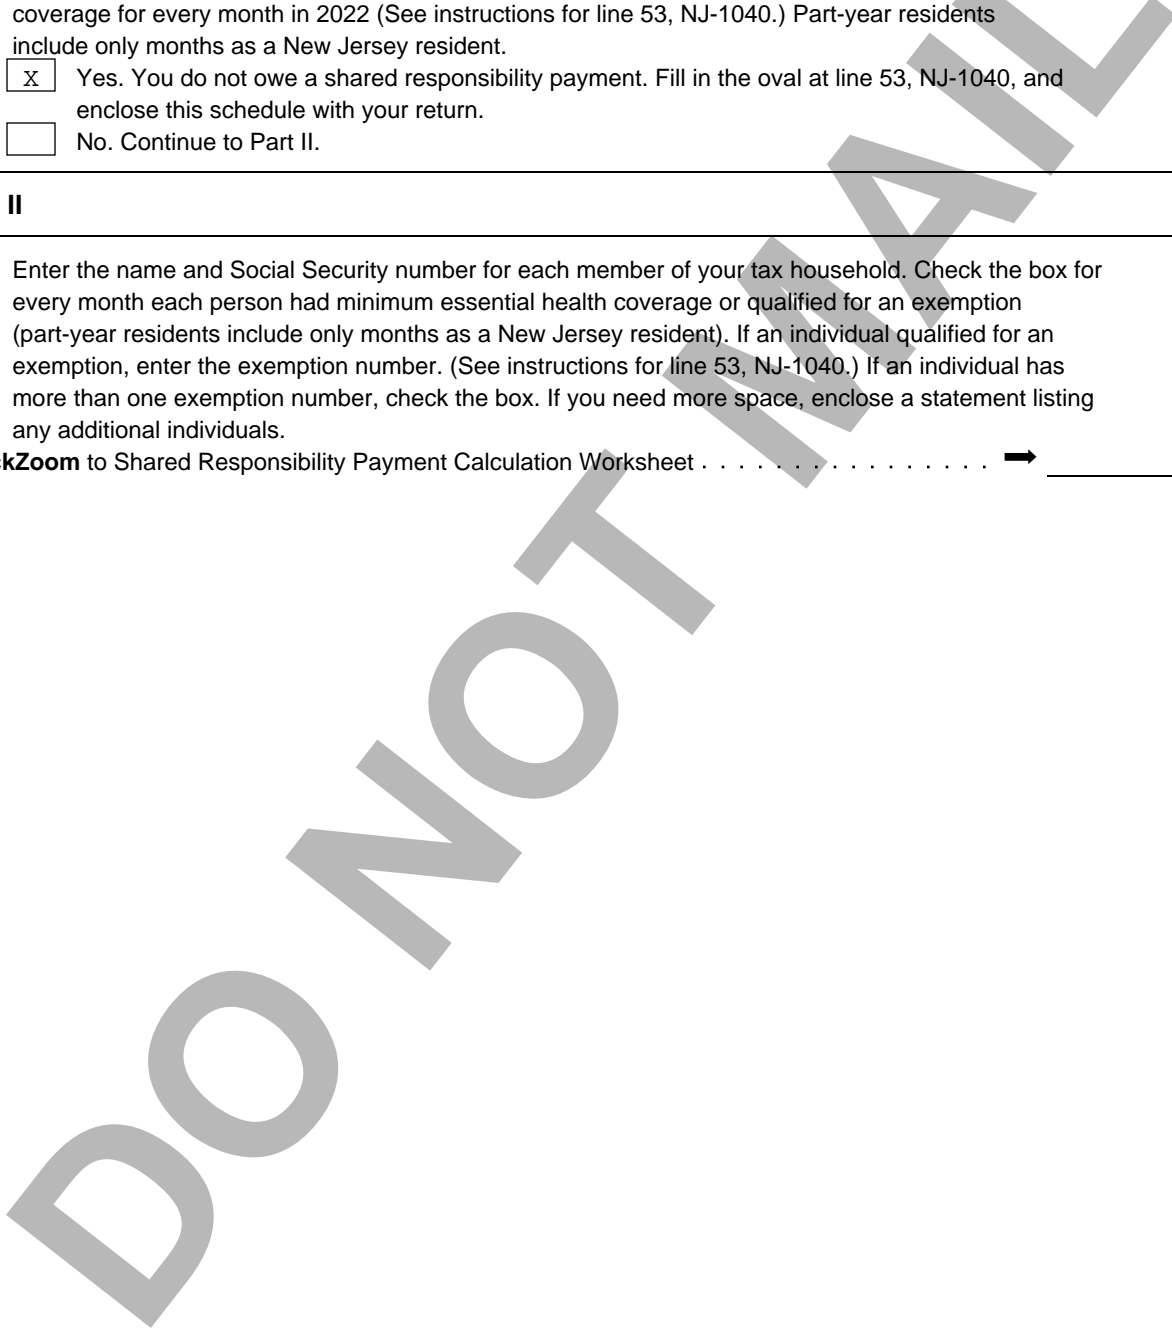 coverage for every month in 2022 (See instructions for line 53, NJ-1040.) Part-year residents
include only months as a New Jersey resident.
X Yes. You do not owe a shared responsibility payment. Fill in the oval at line 53, NJ-1040, and
enclose this schedule with your return.
No. Continue to Part II.
II
Enter the name and Social Security number for each member of your tax household. Check the box for
every month each person had minimum essential health coverage or qualified for an exemption
(part-year residents include only months as a New Jersey resident). If an individual qualified for an
exemption, enter the exemption number. (See instructions for line 53, NJ-1040.) If an individual has
more than one exemption number, check the box. If you need more space, enclose a statement listing
any additional individuals.
ckZoom to Shared Responsibility Payment Calculation Worksheet . . . . . . . . . . . . . . . .
DO NOT MAIL